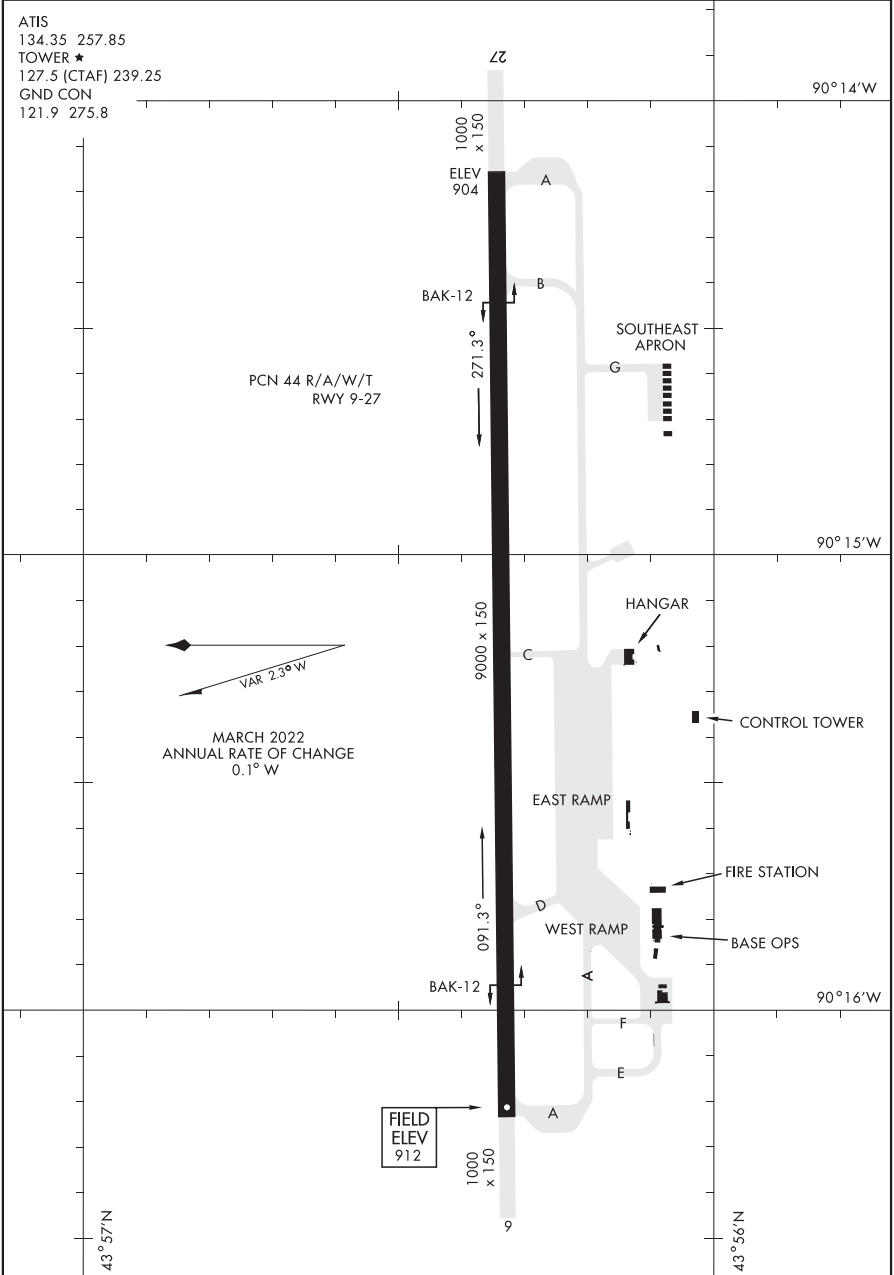 ATIS
134.35 257.85
TOWER ★
127.5 (CTAF) 239.25
GND CON
121.9 275.8
27
90°14'W
1000
x 150
ELEV
904
A
B
BAK-12
271.3°
SOUTHEAST
APRON
G
PCN 44 R/A/W/T
RWY 9-27
90°15'W
HANGAR
9000 x 150
C
VAR 2.3° W
CONTROL TOWER
MARCH 2022
ANNUAL RATE OF CHANGE
0.1° W
EAST RAMP
FIRE STATION
D
091.3°
WEST RAMP
BASE OPS
A
BAK-12
90°16'W
F
E
A
FIELD
ELEV
912
1000
x 150
9
43°57'N
43°56'N